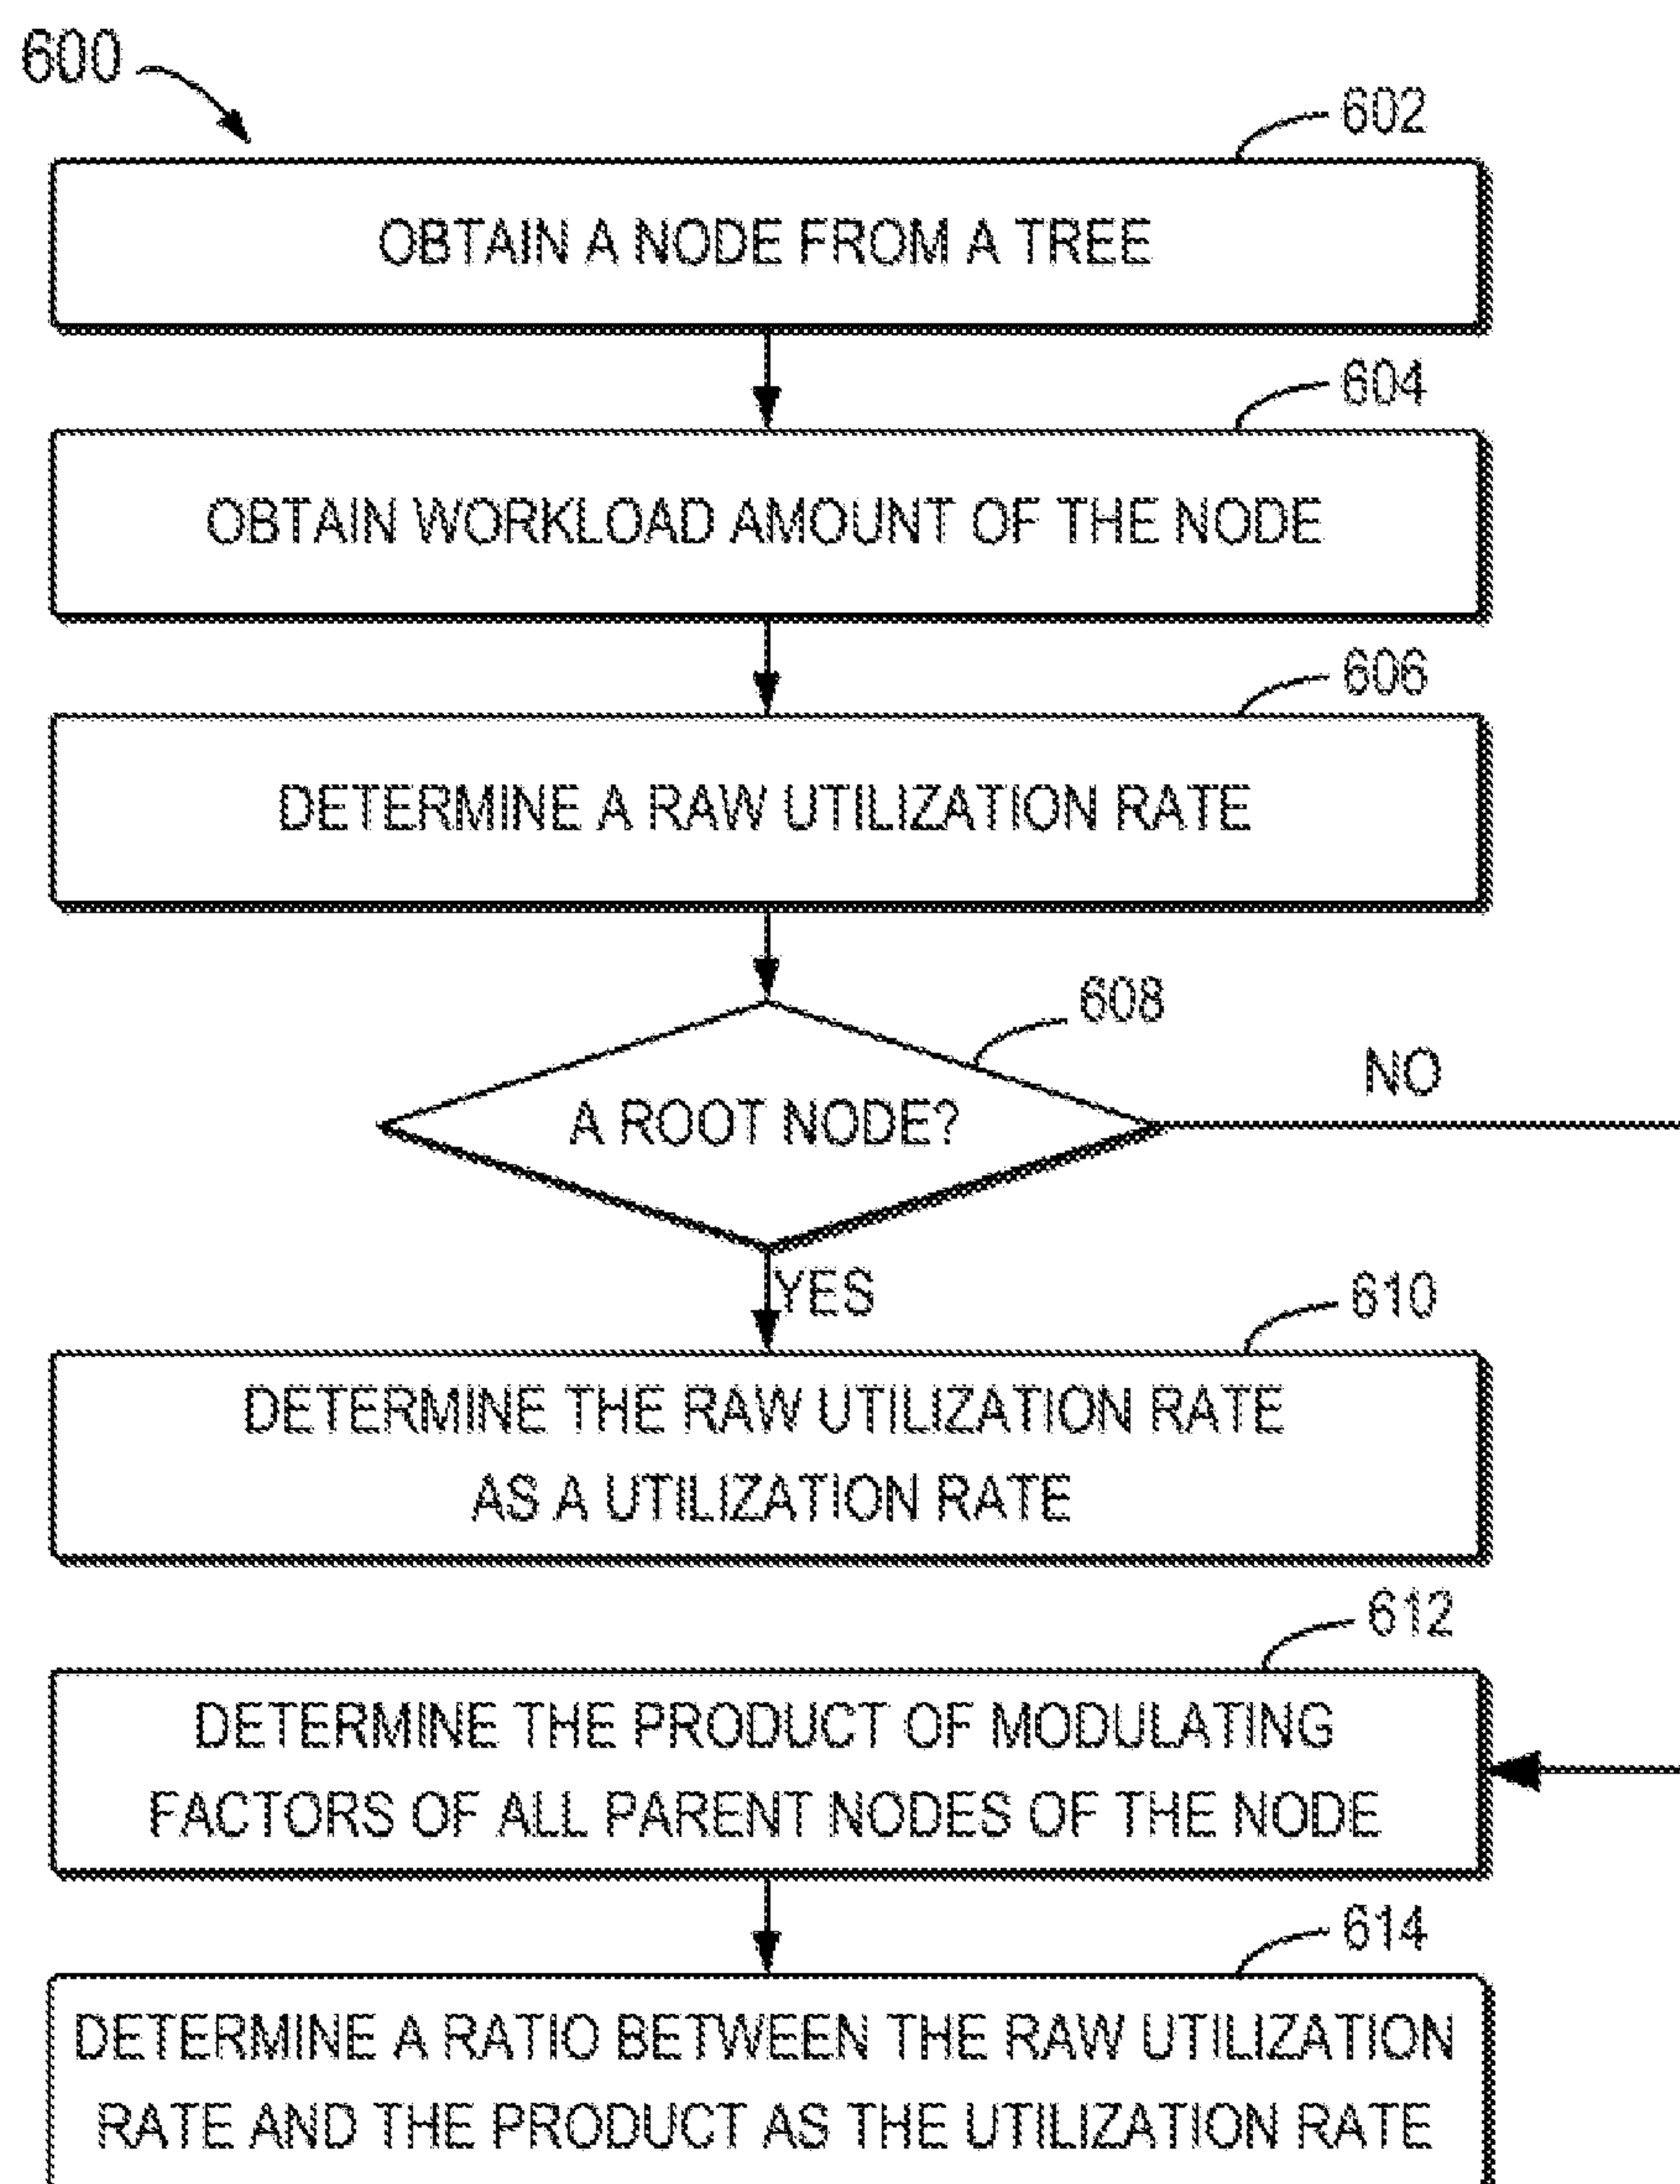 600
602
OBTAIN A NODE FROM A TREE
604
OBTAIN WORKLOAD AMOUNT OF THE NODE
606
DETERMINE A RAW UTILIZATION RATE
608
A ROOT NODE?
NO
YES
610
DETERMINE THE RAW UTILIZATION RATE
AS A UTILIZATION RATE
612
DETERMINE THE PRODUCT OF MODULATING
FACTORS OF ALL PARENT NODES OF THE NODE
614
DETERMINE A RATIO BETWEEN THE RAW UTILIZATION
RATE AND THE PRODUCT AS THE UTILIZATION RATE